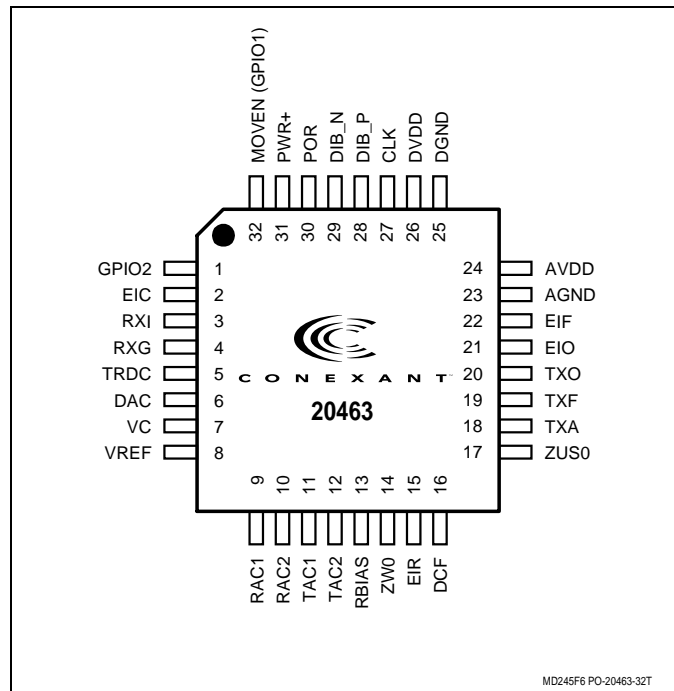 MOVEN (GPIO1)
PWR+
POR
DIB_N
DIB_P
CLK
DVDD
DGND
32
31
30
29
28
27
26
25
GPIO2 1
EIC 2
RXI 3
RXG 4
TRDC 5
DAC 6
VC 7
VREF 8
24 AVDD
23 AGND
22 EIF
21 EIO
20 TXO
19 TXF
18 TXA
17 ZUS0
CONEXANT™
20463
9
10
11
12
13
14
15
16
RAC1
RAC2
TAC1
TAC2
RBIAS
ZW0
EIR
DCF
MD245F6 PO-20463-32T